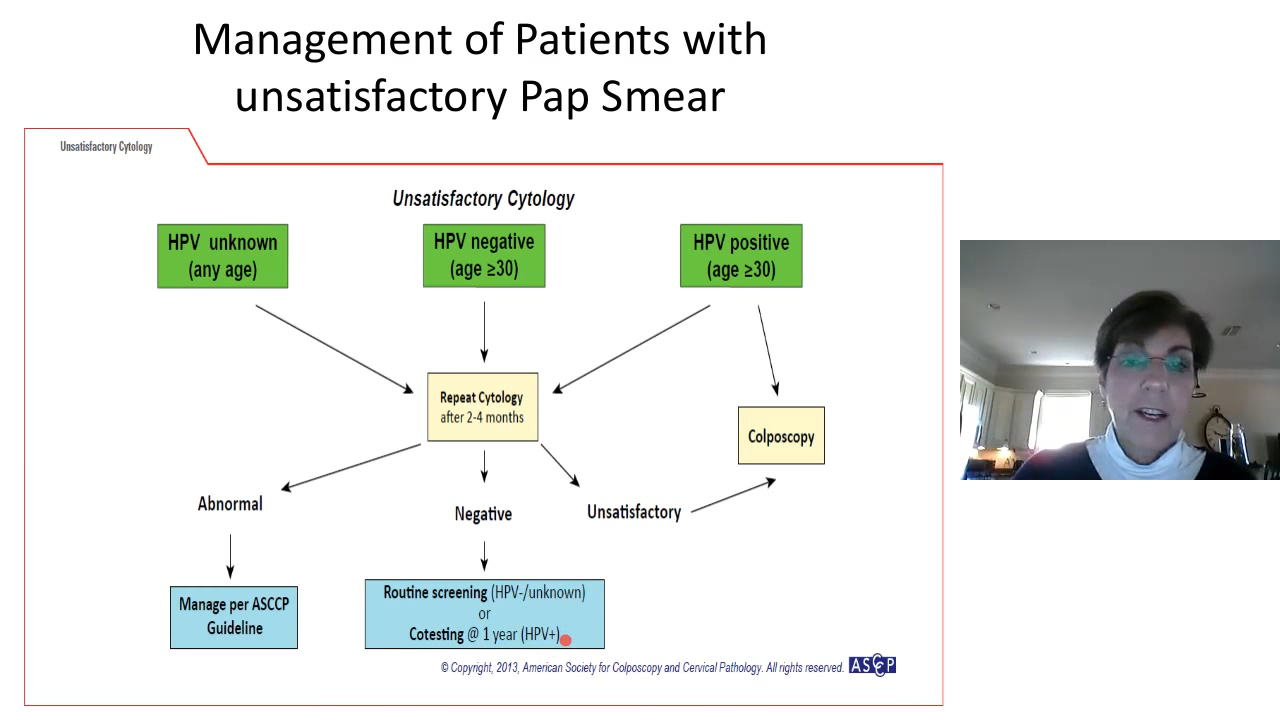 Management of Patients with
unsatisfactory Pap Smear
Unsatisfactory Cytology
Unsatisfactory Cytology
HPV unknown
(any age)
HPV negative
(age ≥30)
HPV positive
(age ≥30)
Repeat Cytology
after 2-4 months
Colposcopy
Abnormal
Negative
Unsatisfactory
Manage per ASCCP
Guideline
Routine screening (HPV-/unknown)
or
Cotesting @ 1 year (HPV+)
© Copyright, 2013, American Society for Colposcopy and Cervical Pathology. All rights reserved.
ASCCP